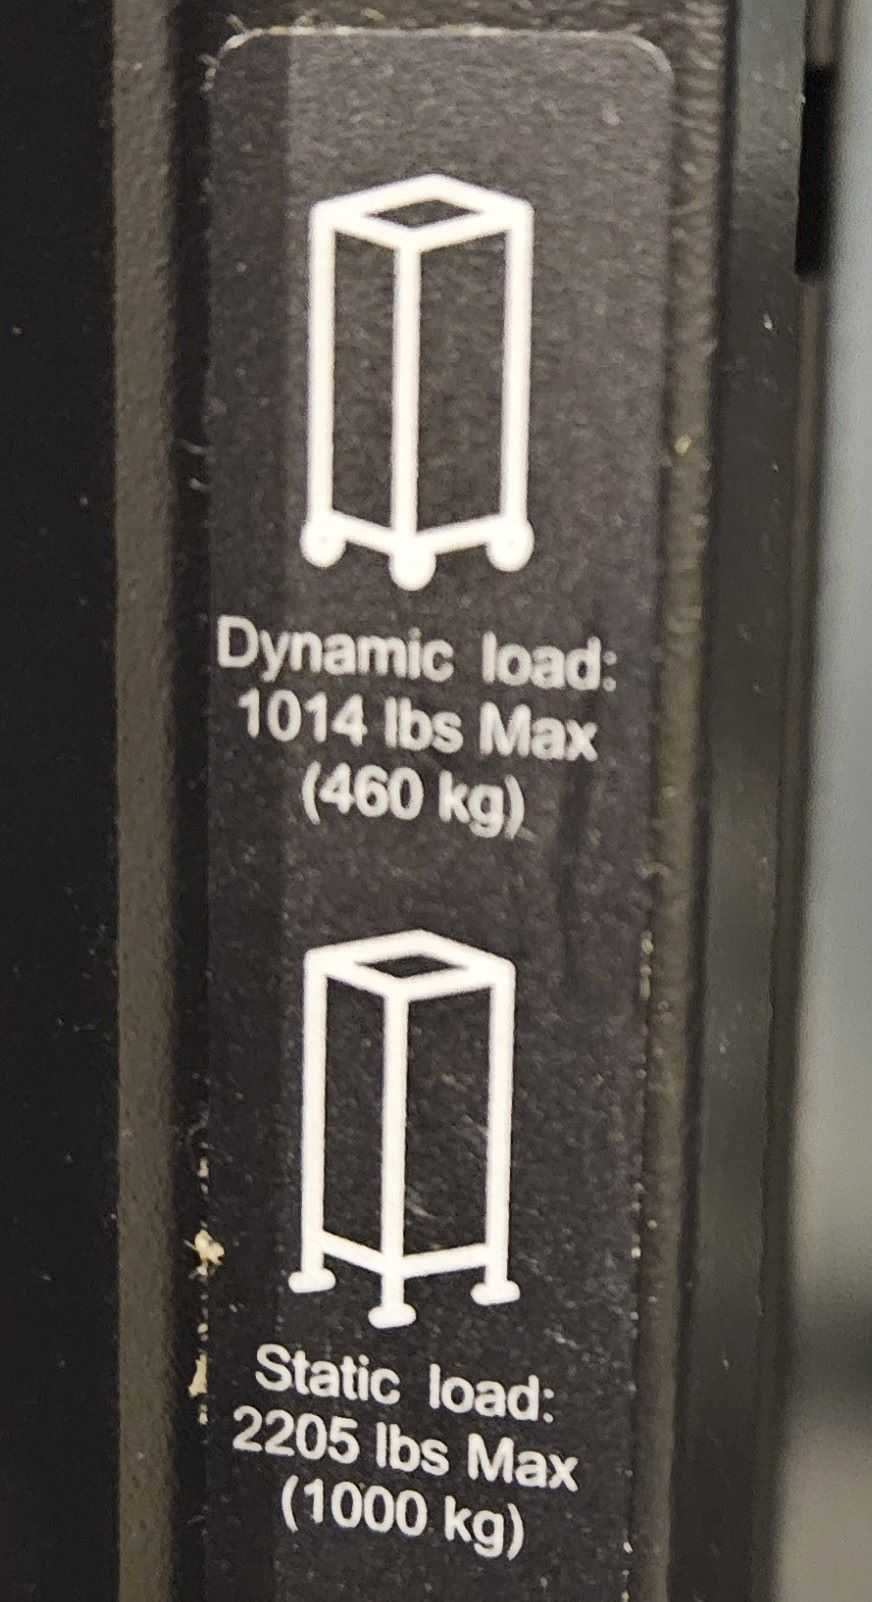 Dynamic load:
1014 lbs Max
(460 kg)
Static load:
2205 lbs Max
(1000 kg)